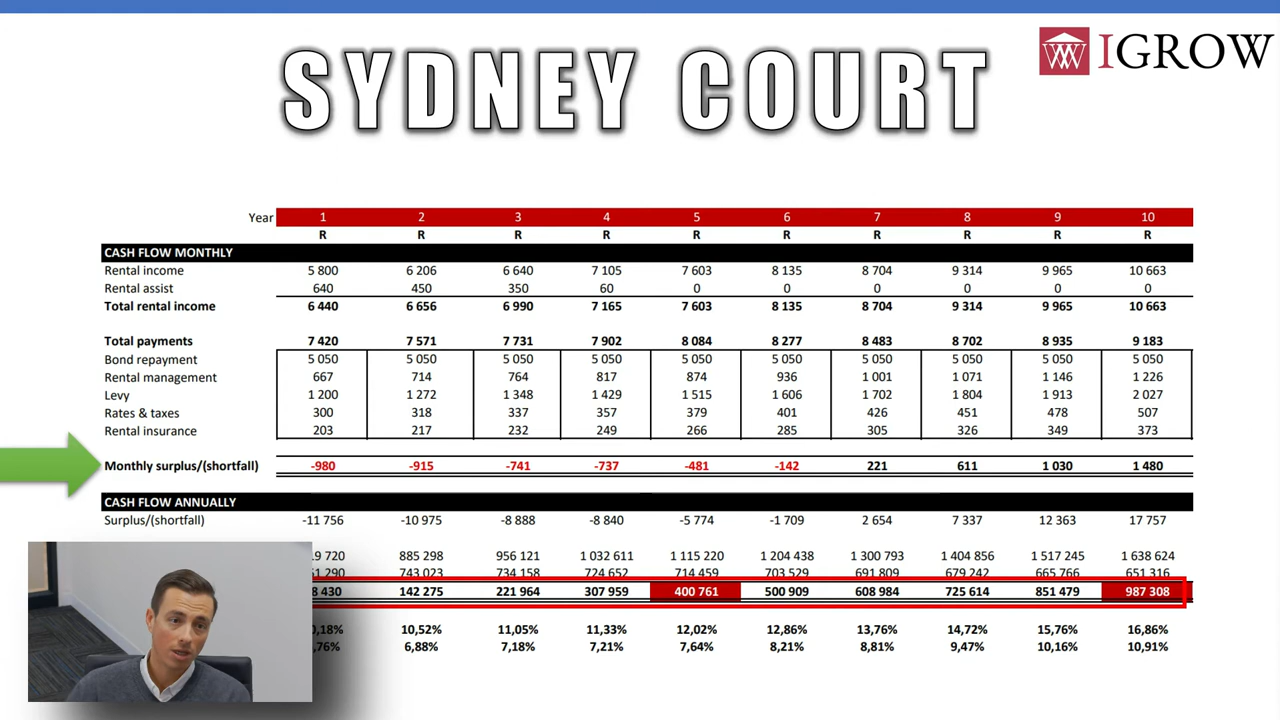 SYDNEY COURT
IGROW
Year 1 2 3 4 5 6 7 8 9 10
R R R R R R R R R R
CASH FLOW MONTHLY
Rental income 5 800 6 206 6 640 7 105 7 603 8 135 8 704 9 314 9 965 10 663
Rental assist 640 450 350 60 0 0 0 0 0 0
Total rental income 6 440 6 656 6 990 7 165 7 603 8 135 8 704 9 314 9 965 10 663
Total payments 7 420 7 571 7 731 7 902 8 084 8 277 8 483 8 702 8 935 9 183
Bond repayment 5 050 5 050 5 050 5 050 5 050 5 050 5 050 5 050 5 050 5 050
Rental management 667 714 764 817 874 936 1 001 1 071 1 146 1 226
Levy 1 200 1 272 1 348 1 429 1 515 1 606 1 702 1 804 1 913 2 027
Rates & taxes 300 318 337 357 379 401 426 451 478 507
Rental insurance 203 217 232 249 266 285 305 326 349 373
Monthly surplus/(shortfall) -980 -915 -741 -737 -481 -142 221 611 1 030 1 480
CASH FLOW ANNUALLY
Surplus/(shortfall) -11 756 -10 975 -8 888 -8 840 -5 774 -1 709 2 654 7 337 12 363 17 757
19 720 885 298 956 121 1 032 611 1 115 220 1 204 438 1 300 793 1 404 856 1 517 245 1 638 624
51 290 743 023 734 158 724 652 714 459 703 529 691 809 679 242 665 766 651 316
8 430 142 275 221 964 307 959 400 761 500 909 608 984 725 614 851 479 987 308
,18% 10,52% 11,05% 11,33% 12,02% 12,86% 13,76% 14,72% 15,76% 16,86%
,76% 6,88% 7,18% 7,21% 7,64% 8,21% 8,81% 9,47% 10,16% 10,91%